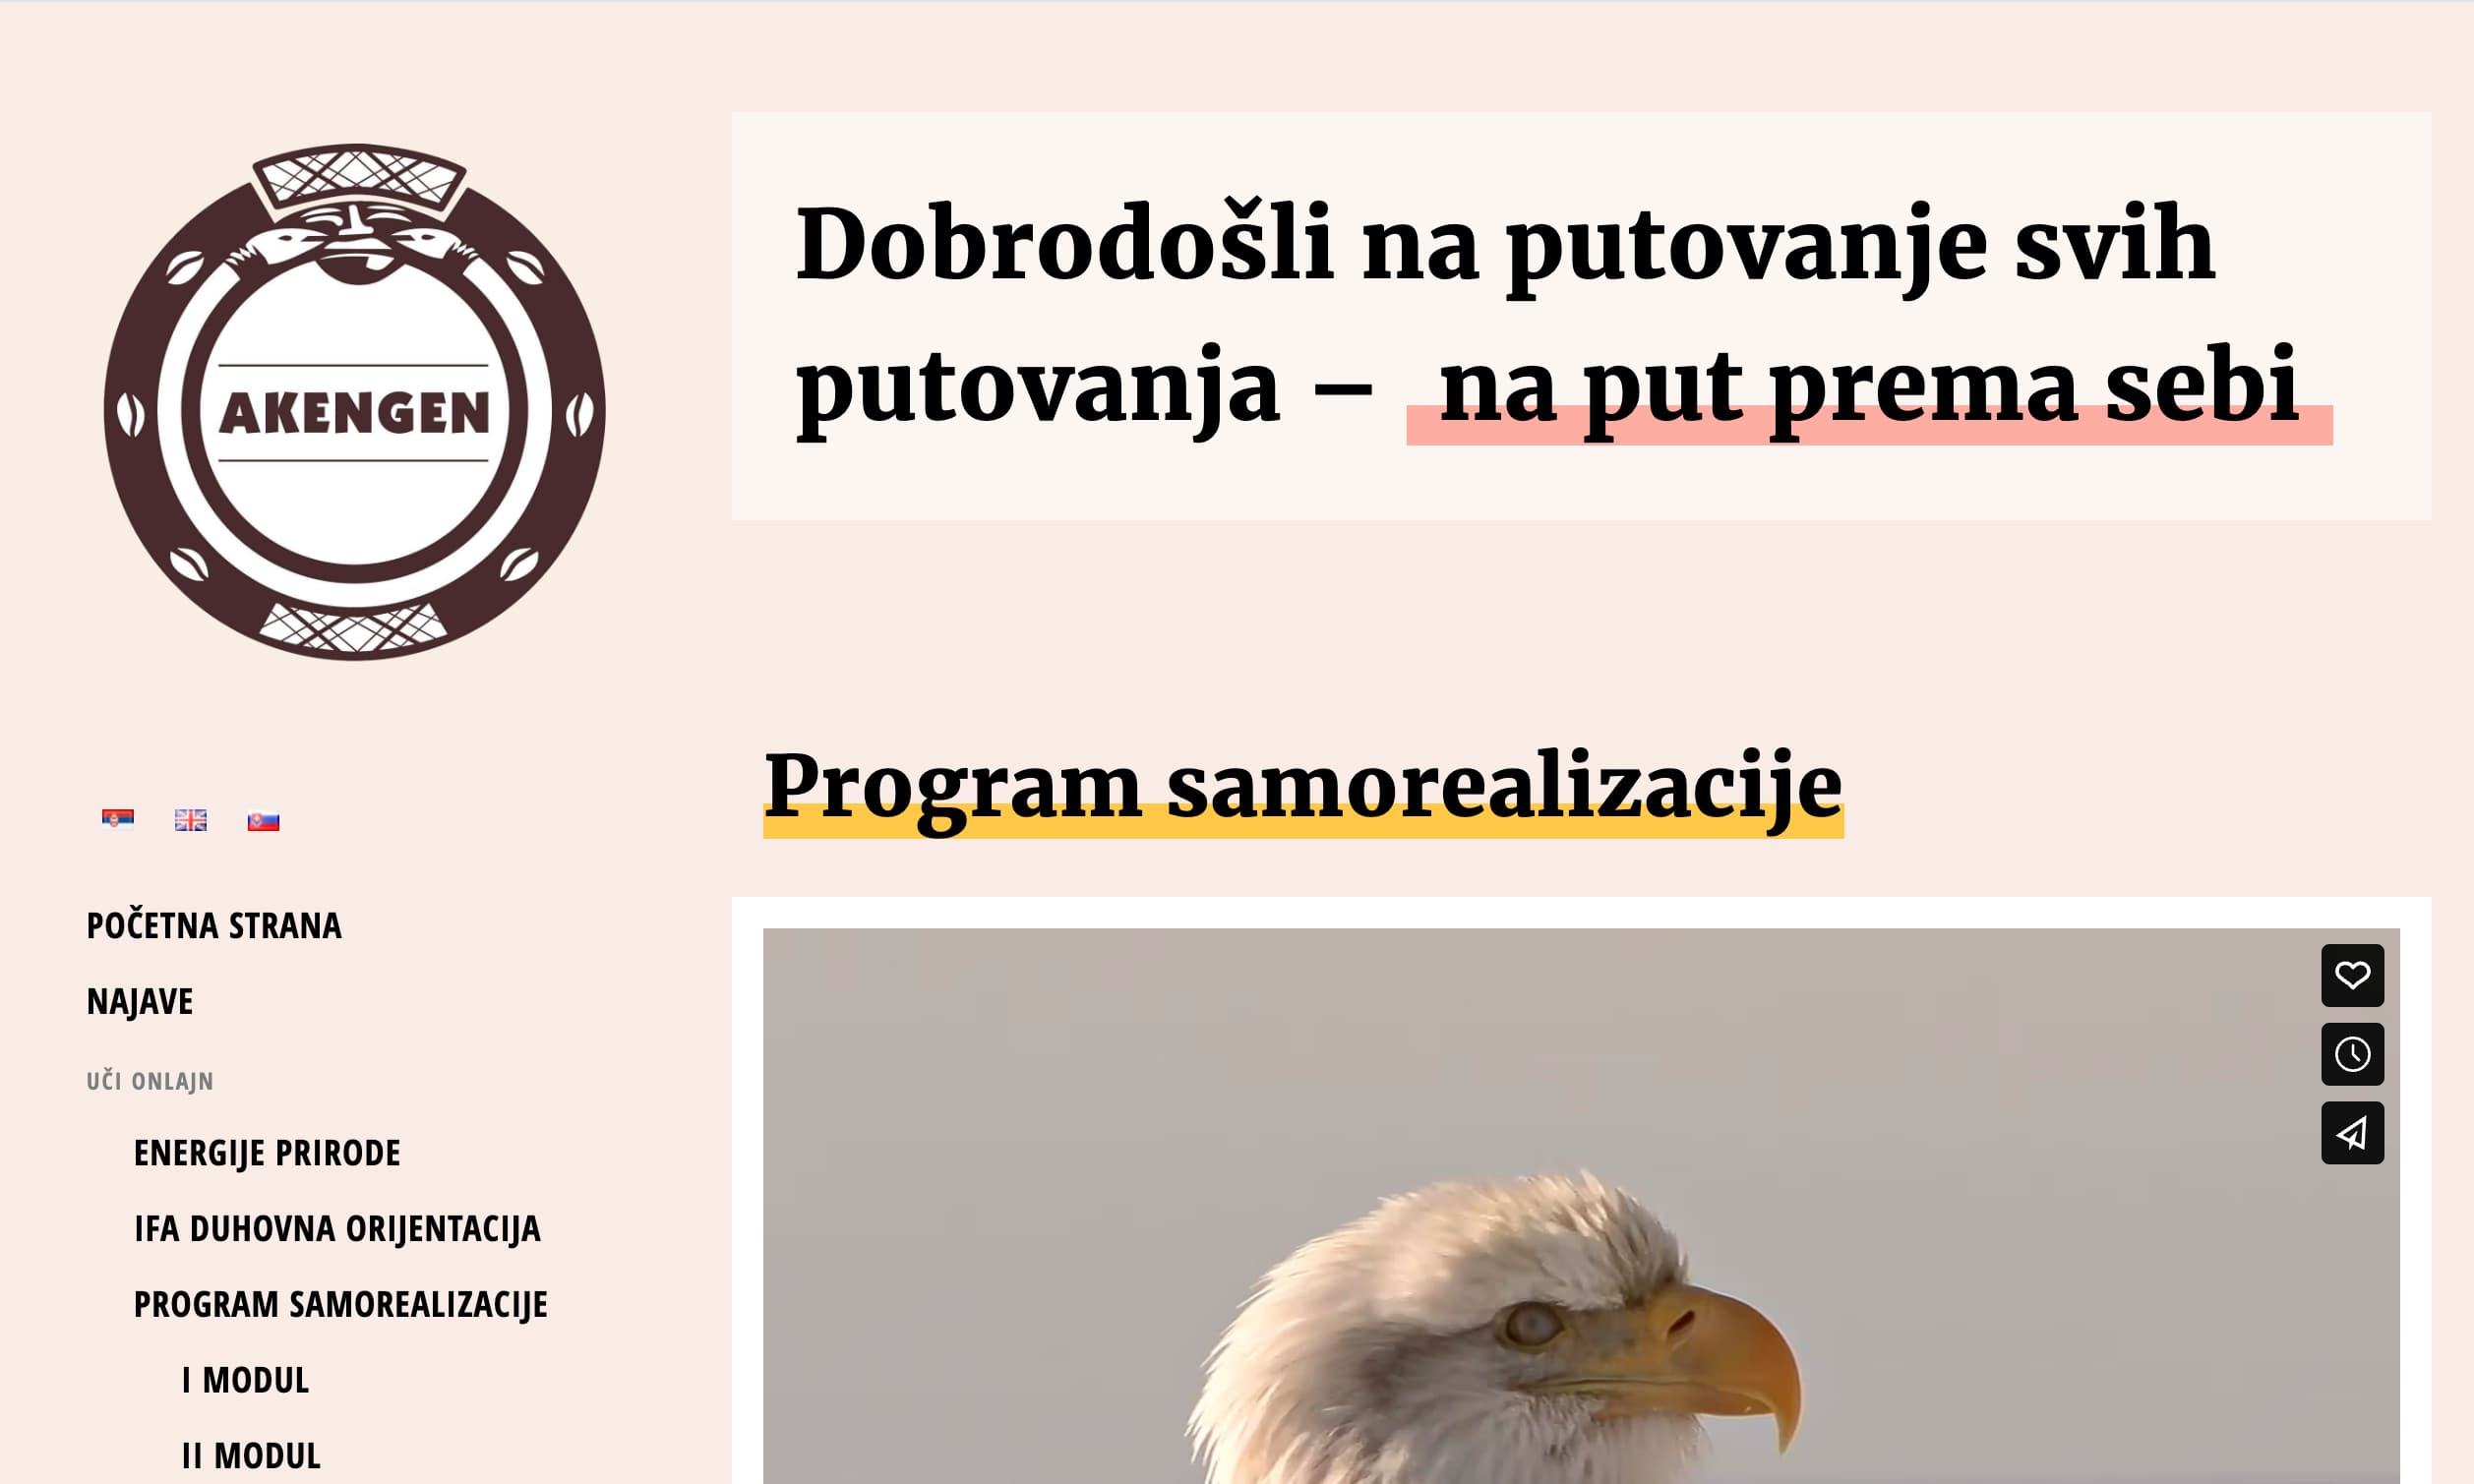 AKENGEN
Dobrodošli na putovanje svih
putovanja – na put prema sebi
Program samorealizacije
POČETNA STRANA
NAJAVE
UČI ONLAJN
ENERGIJE PRIRODE
IFA DUHOVNA ORIJENTACIJA
PROGRAM SAMOREALIZACIJE
I MODUL
II MODUL